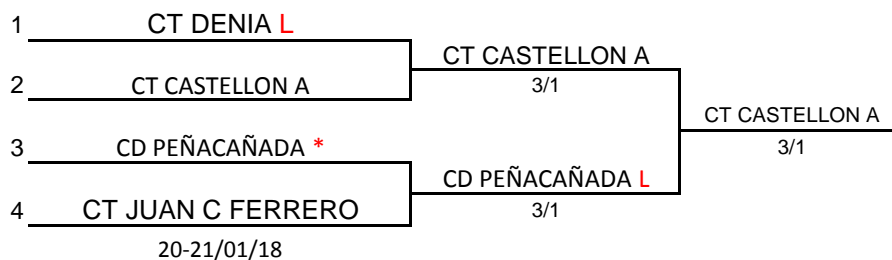 1 CT DENIA L
2 CT CASTELLON A
CT CASTELLON A
3/1
3 CD PEÑACAÑADA *
4 CT JUAN C FERRERO
CD PEÑACAÑADA L
3/1
CT CASTELLON A
3/1
20-21/01/18